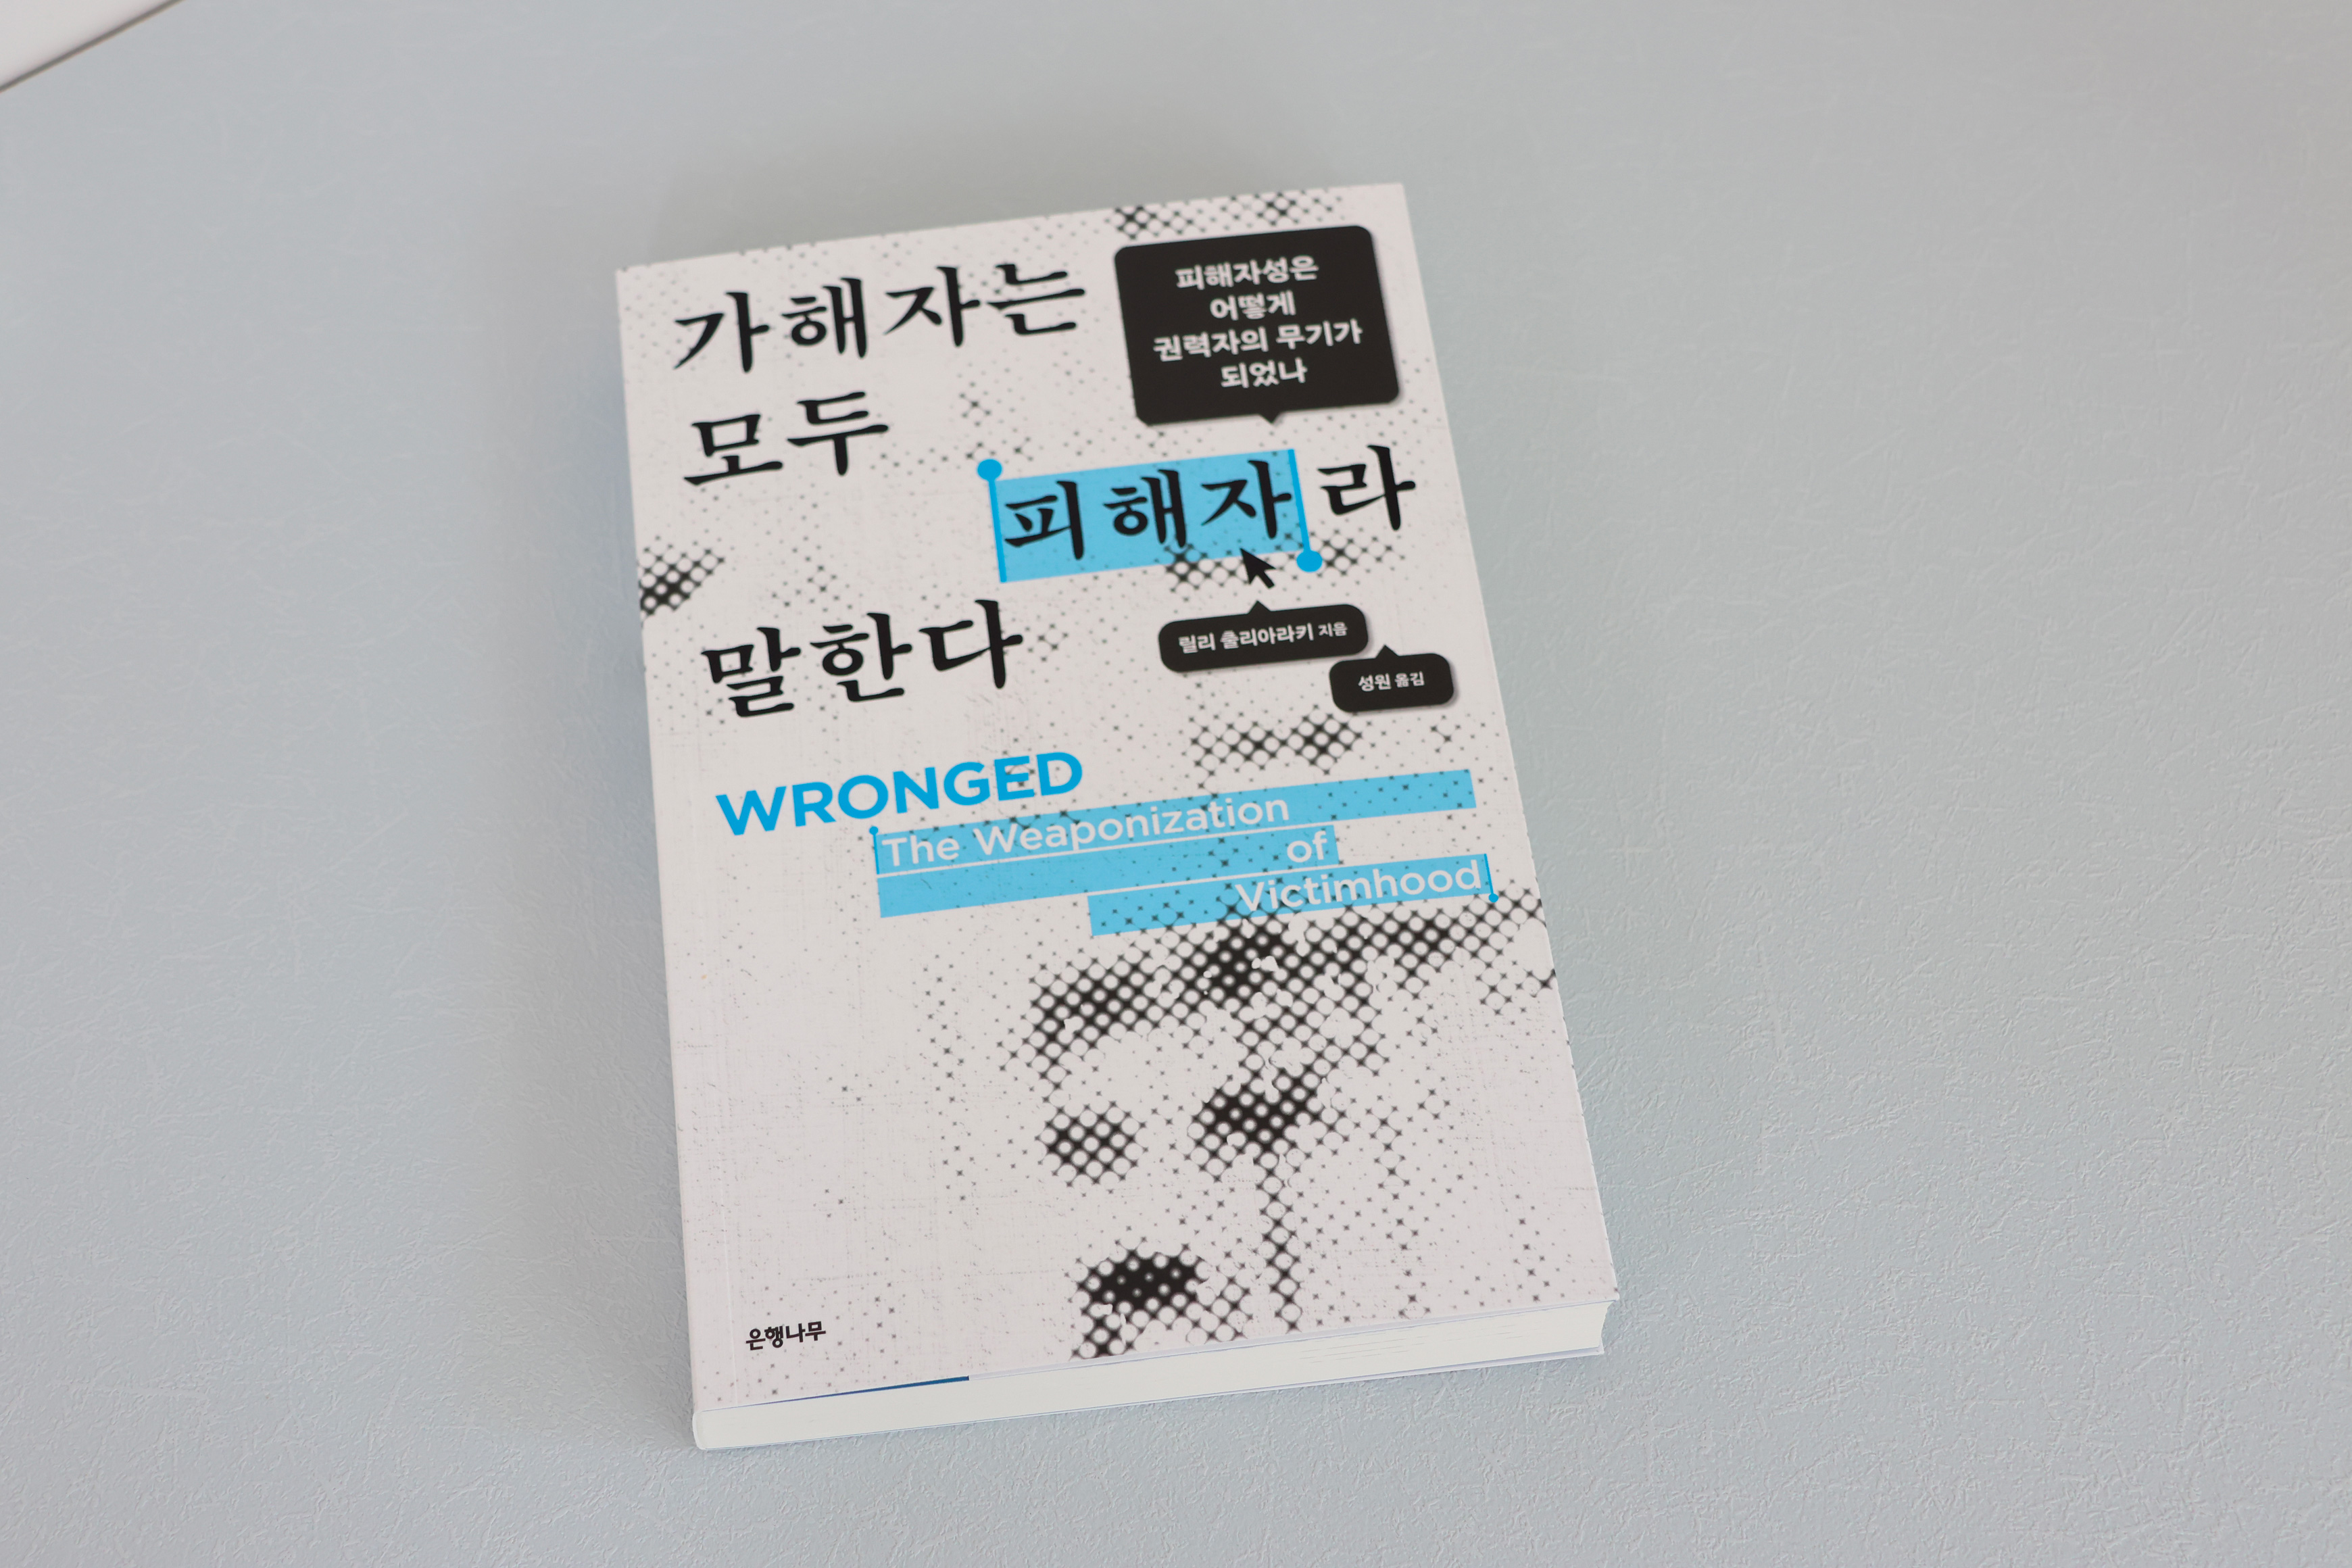 가해자는
모두
피해자라
말한다
피해자성은
어떻게
권력자의 무기가
되었나
릴리 출리아라키 지음
성원 옮김
WRONGED
The Weaponization
of
Victimhood
은행나무